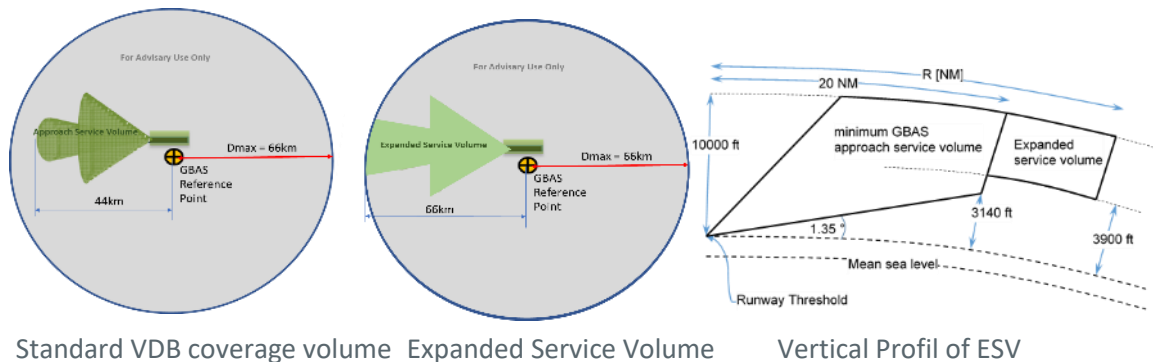 For Advisory Use Only
Approach Service Volume
Dmax = 66km
GBAS
Reference
Point
44km
For Advisory Use Only
Expanded Service Volume
Dmax = 66km
GBAS
Reference
Point
66km
R [NM]
20 NM
10000 ft
minimum GBAS
approach service volume
Expanded
service volume
1.35 °
3140 ft
3900 ft
Mean sea level
Runway Threshold
Standard VDB coverage volume
Expanded Service Volume
Vertical Profil of ESV